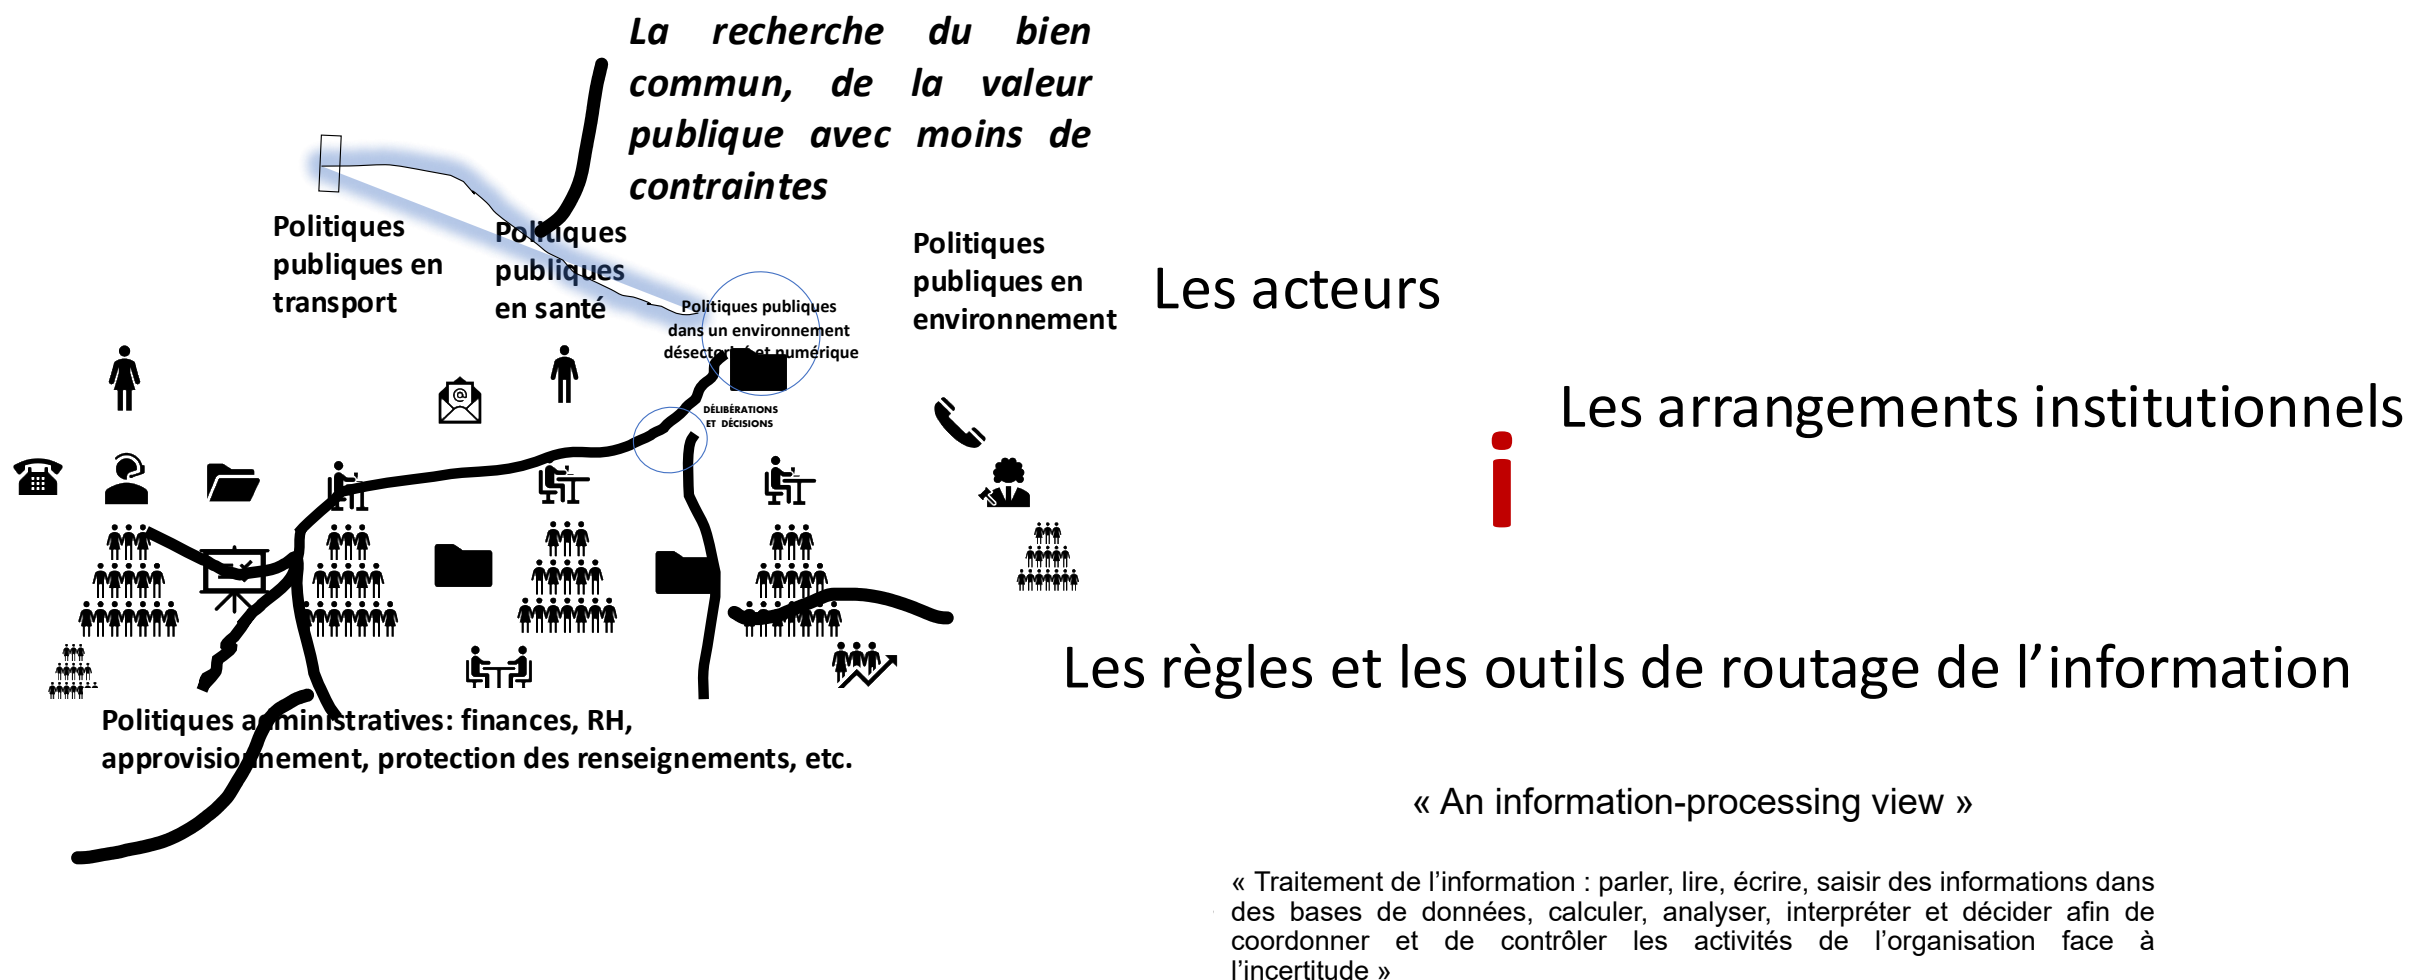 La recherche du bien
commun, de la valeur
publique avec moins de
contraintes
Politiques
publiques en
transport
Politiques
publiques
en santé
Politiques publiques
dans un environnement
désectorisé et numérique
Politiques
publiques en
environnement
DÉLIBÉRATIONS
ET DÉCISIONS
Politiques administratives: finances, RH,
approvisionnement, protection des renseignements, etc.
Les acteurs
Les arrangements institutionnels
i
Les règles et les outils de routage de l’information
« An information-processing view »
« Traitement de l’information : parler, lire, écrire, saisir des informations dans
des bases de données, calculer, analyser, interpréter et décider afin de
coordonner et de contrôler les activités de l’organisation face à
l’incertitude »